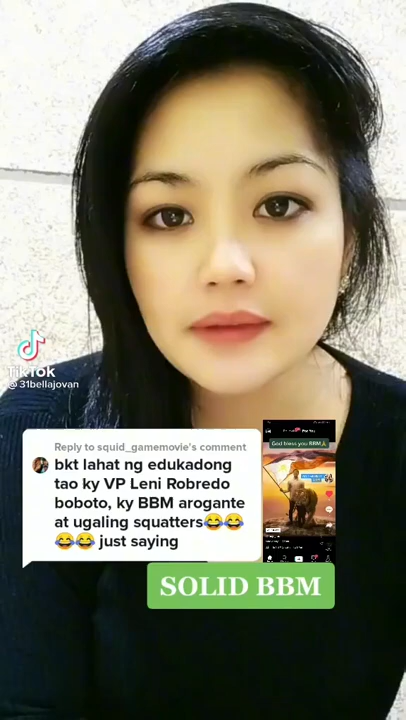 TikTok
@31bellajovan
Reply to squid_gamemovie's comment
bkt lahat ng edukadong
tao ky VP Leni Robredo
boboto, ky BBM arogante
at ugaling squatters😂😂
😂😂 just saying
God bless you BBM🙏
SOLID BBM